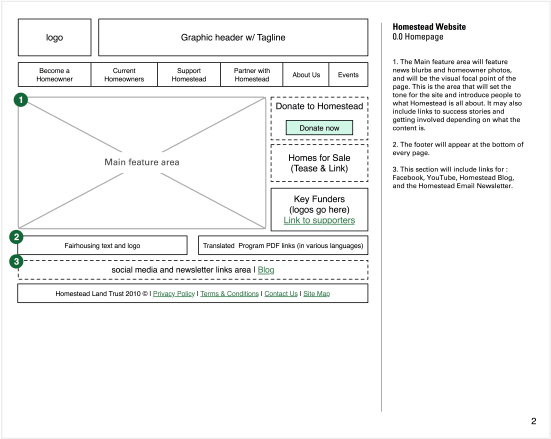 logo
Graphic header w/ Tagline
Become a
Homeowner
Current
Homeowners
Support
Homestead
Partner with
Homestead
About Us
Events
1
Main feature area
Donate to Homestead
Donate now
Homes for Sale
(Tease & Link)
Key Funders
(logos go here)
Link to supporters
2
Fairhousing text and logo
Translated Program PDF links (in various languages)
3
social media and newsletter links area I Blog
Homestead Land Trust 2010 © I Privacy Policy I Terms & Conditions I Contact Us I Site Map
Homestead Website
0.0 Homepage
1. The Main feature area will feature
news blurbs and homeowner photos,
and will be the visual focal point of the
page. This is the area that will set the
tone for the site and introduce people to
what Homestead is all about. It may also
include links to success stories and
getting involved depending on what the
content is.
2. The footer will appear at the bottom of
every page.
3. This section will include links for :
Facebook, YouTube, Homestead Blog,
and the Homestead Email Newsletter.
2